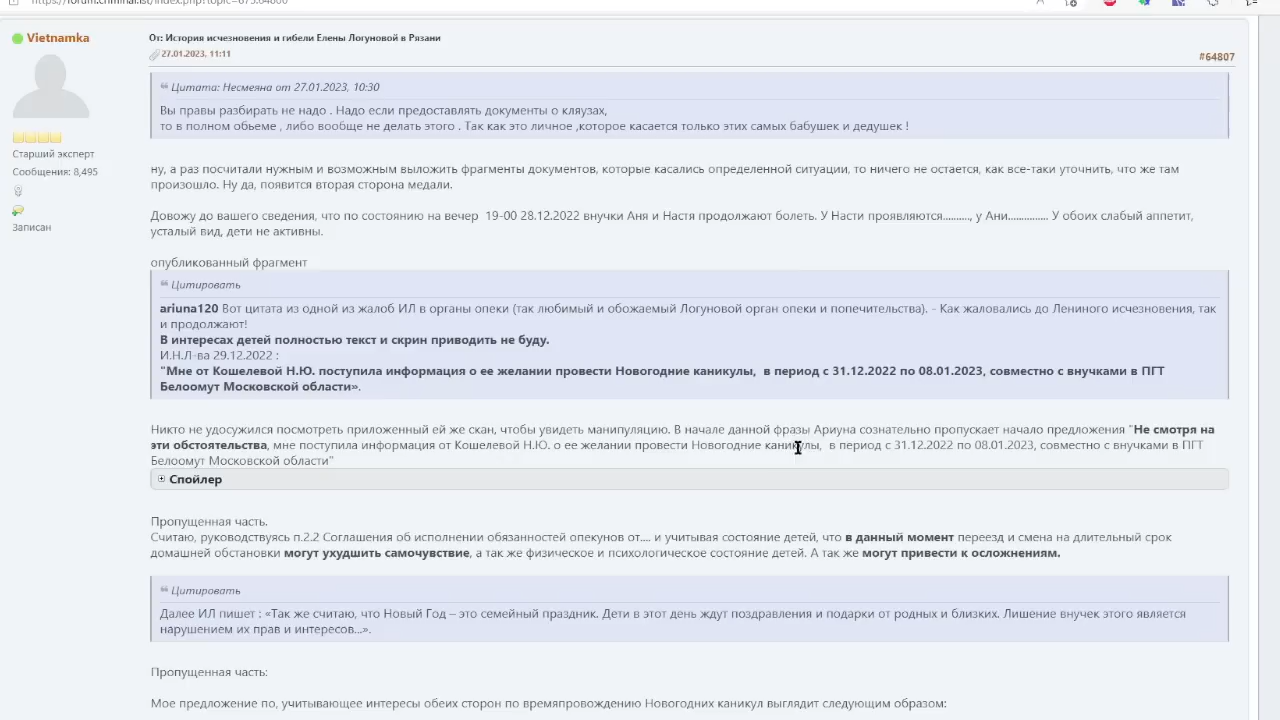 https://forum.criminal.ist/index.php?topic=675.64800
Vietnamka
От: История исчезновения и гибели Елены Логуновой в Рязани
27.01.2023, 11:11
#64807
Цитата: Несмеяна от 27.01.2023, 10:30
Вы правы разбирать не надо . Надо если предоставлять документы о кляузах,
то в полном обьеме , либо вообще не делать этого . Так как это личное ,которое касается только этих самых бабушек и дедушек !
Старший эксперт
Сообщения: 8,495
Записан
ну, а раз посчитали нужным и возможным выложить фрагменты документов, которые касались определенной ситуации, то ничего не остается, как все-таки уточнить, что же там
произошло. Ну да, появится вторая сторона медали.
Довожу до вашего сведения, что по состоянию на вечер 19-00 28.12.2022 внучки Аня и Настя продолжают болеть. У Насти проявляются.........., у Ани............... У обоих слабый аппетит,
усталый вид, дети не активны.
опубликованный фрагмент
Цитировать
ariuna120 Вот цитата из одной из жалоб ИЛ в органы опеки (так любимый и обожаемый Логуновой орган опеки и попечительства). - Как жаловались до Лениного исчезновения, так
и продолжают!
В интересах детей полностью текст и скрин приводить не буду.
И.Н.Л-ва 29.12.2022 :
"Мне от Кошелевой Н.Ю. поступила информация о ее желании провести Новогодние каникулы, в период с 31.12.2022 по 08.01.2023, совместно с внучками в ПГТ
Белоомут Московской области».
Никто не удосужился посмотреть приложенный ей же скан, чтобы увидеть манипуляцию. В начале данной фразы Ариуна сознательно пропускает начало предложения "Не смотря на
эти обстоятельства, мне поступила информация от Кошелевой Н.Ю. о ее желании провести Новогодние каникулы, в период с 31.12.2022 по 08.01.2023, совместно с внучками в ПГТ
Белоомут Московской области"
Спойлер
Пропущенная часть.
Считаю, руководствуясь п.2.2 Соглашения об исполнении обязанностей опекунов от.... и учитывая состояние детей, что в данный момент переезд и смена на длительный срок
домашней обстановки могут ухудшить самочувствие, а так же физическое и психологическое состояние детей. А так же могут привести к осложнениям.
Цитировать
Далее ИЛ пишет : «Так же считаю, что Новый Год – это семейный праздник. Дети в этот день ждут поздравления и подарки от родных и близких. Лишение внучек этого является
нарушением их прав и интересов...».
Пропущенная часть:
Мое предложение по, учитывающее интересы обеих сторон по времяпровождению Новогодних каникул выглядит следующим образом: